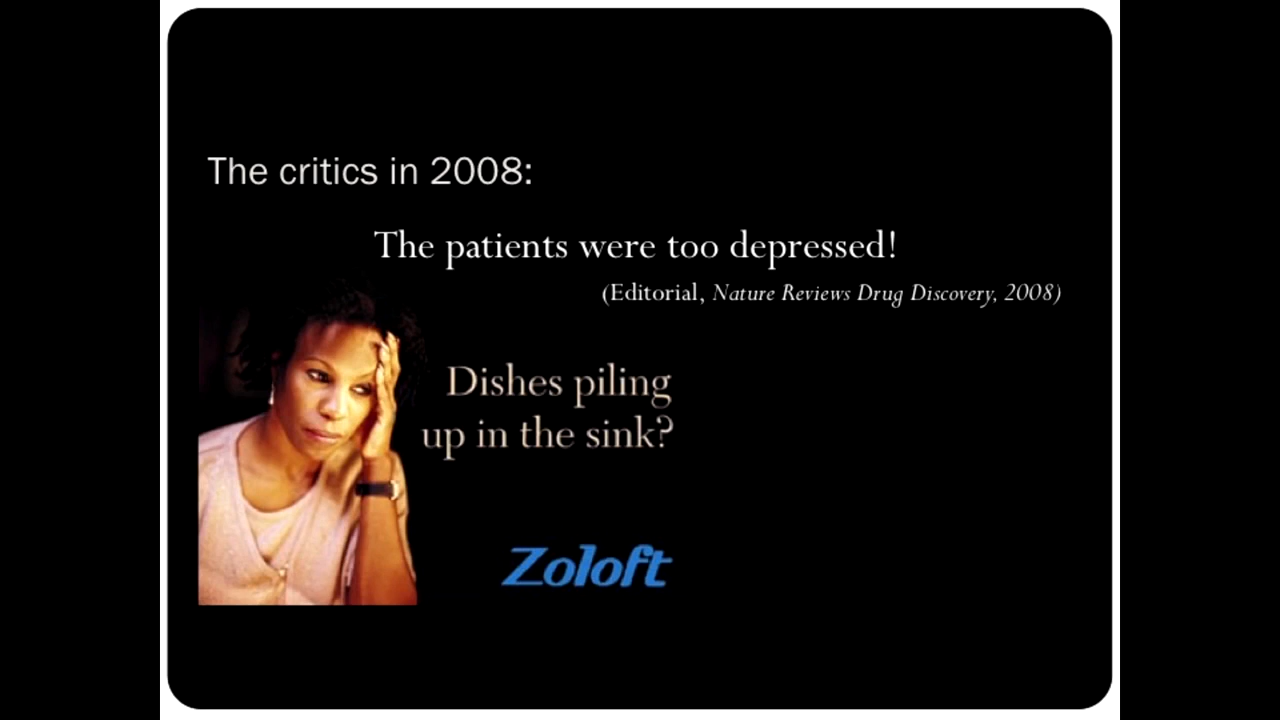 The critics in 2008:
The patients were too depressed!
(Editorial, Nature Reviews Drug Discovery, 2008)
Dishes piling
up in the sink?
Zoloft